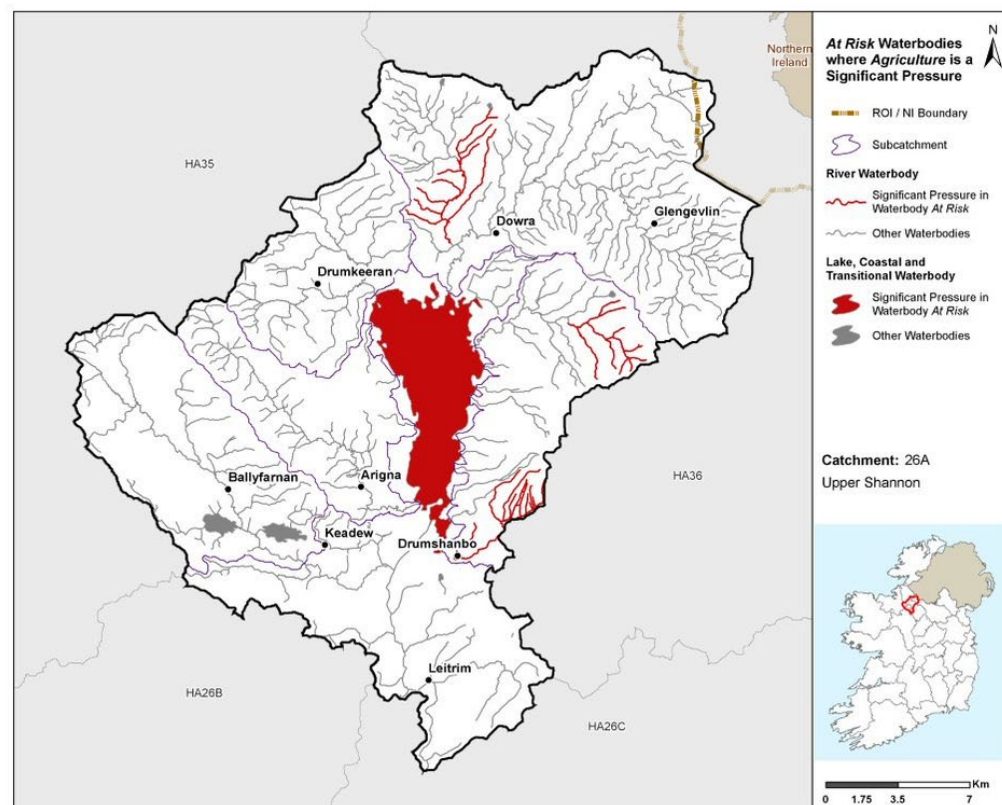 HA35
Northern
Ireland
Dowra
Glengevlin
Drumkeeran
HA36
Ballyfarnan
Arigna
Keadew
Drumshanbo
Leitrim
HA26B
HA26C
At Risk Waterbodies
where Agriculture is a
Significant Pressure
N
ROI / NI Boundary
Subcatchment
River Waterbody
Significant Pressure in
Waterbody At Risk
Other Waterbodies
Lake, Coastal and
Transitional Waterbody
Significant Pressure in
Waterbody At Risk
Other Waterbodies
Catchment: 26A
Upper Shannon
Km
0 1.75 3.5 7